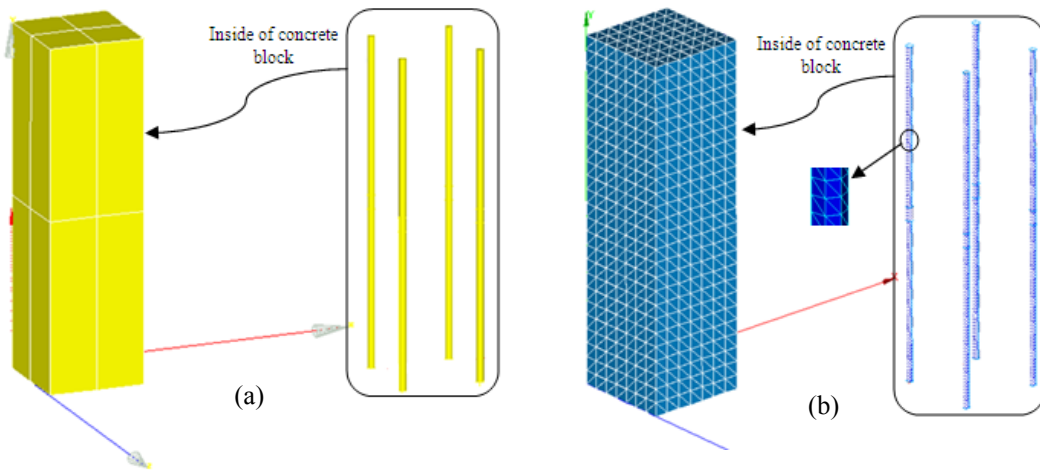 Inside of concrete
block
(a)
Inside of concrete
block
Y
X
(b)